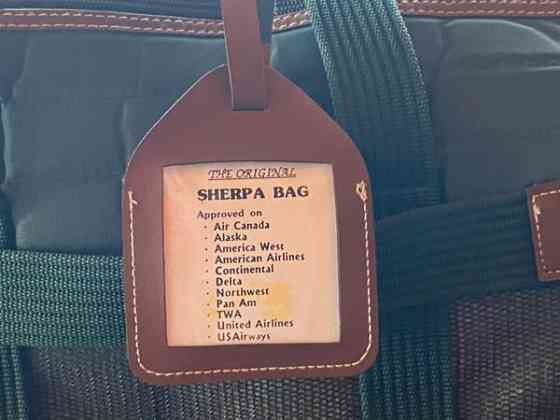 THE ORIGINAL
SHERPA BAG
Approved on
· Air Canada
· Alaska
· America West
· American Airlines
· Continental
· Delta
· Northwest
· Pan Am
· TWA
· United Airlines
· USAirways